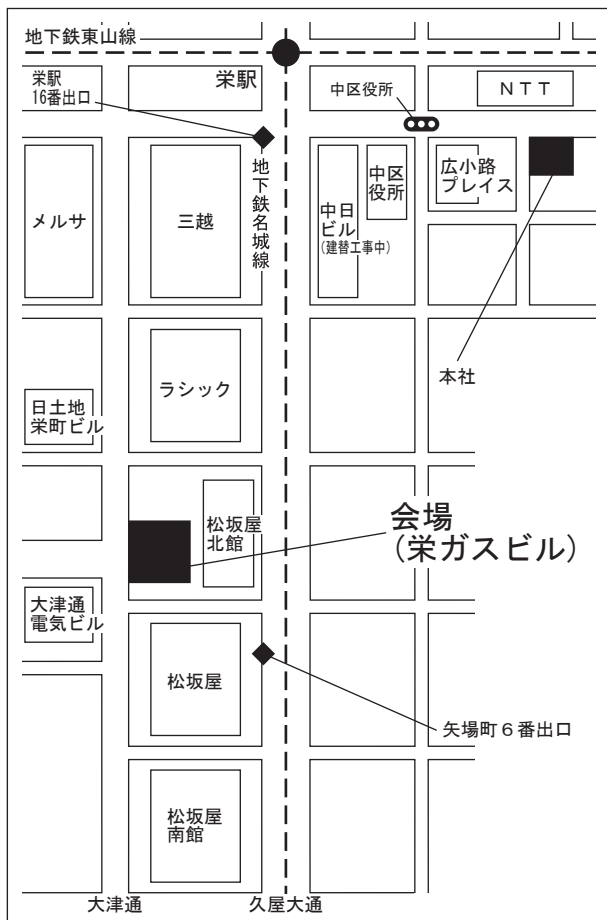 地下鉄東山線
栄駅
16番出口
栄駅
中区役所
ＮＴＴ
メルサ
三越
地下鉄名城線
中日
ビル
（建替工事中）
中区
役所
広小路
プレイス
本社
ラシック
日土地
栄町ビル
会場
（栄ガスビル）
松坂屋
北館
大津通
電気ビル
松坂屋
矢場町６番出口
松坂屋
南館
大津通
久屋大通